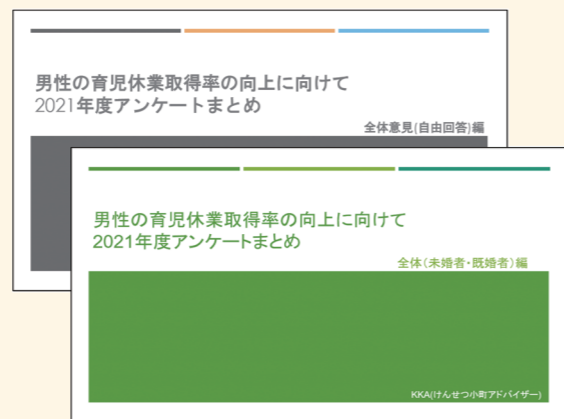 男性の育児休業取得率の向上に向けて
2021年度アンケートまとめ
全体意見(自由回答)編
男性の育児休業取得率の向上に向けて
2021年度アンケートまとめ
全体(未婚者・既婚者)編
KKA(けんせつ小町アドバイザー)